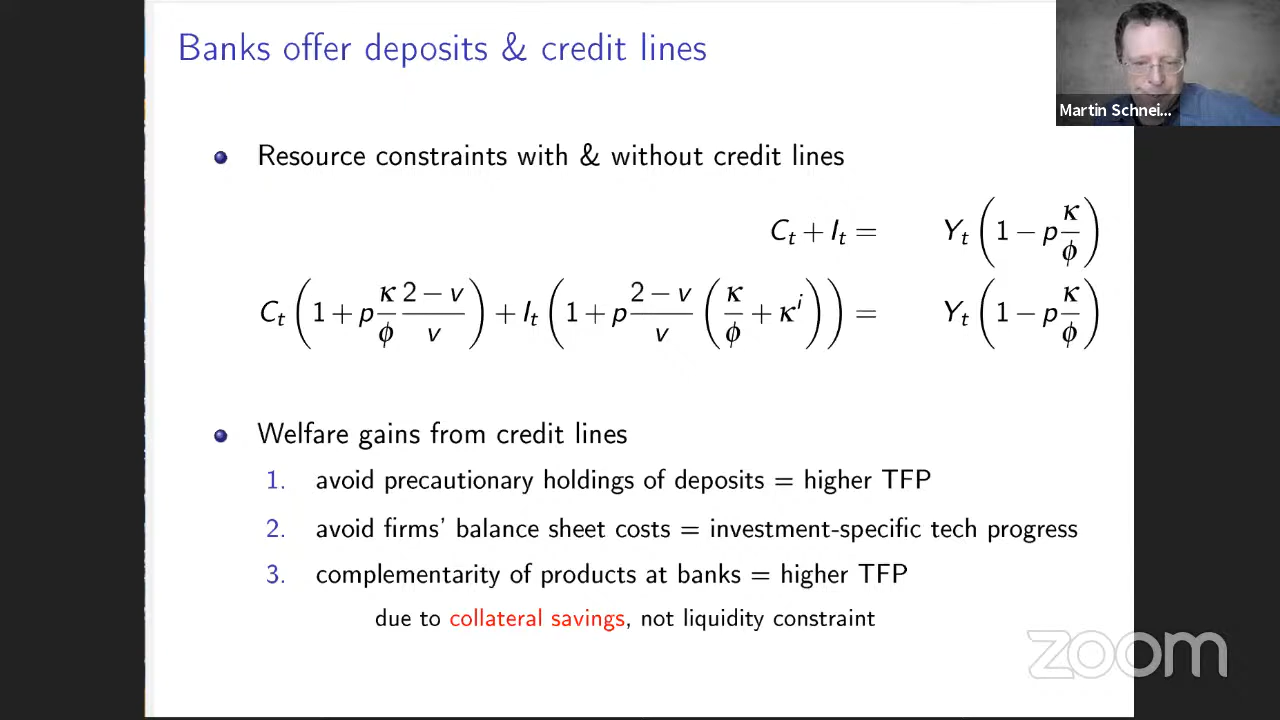 Banks offer deposits & credit lines
Martin Schnei...
Resource constraints with & without credit lines
C_t + I_t = Y_t (1 − p κ/ϕ)
C_t (1 + p κ/ϕ (2 − v)/v) + I_t (1 + p (2 − v)/v (κ/ϕ + κ^i)) = Y_t (1 − p κ/ϕ)
Welfare gains from credit lines
1. avoid precautionary holdings of deposits = higher TFP
2. avoid firms' balance sheet costs = investment-specific tech progress
3. complementarity of products at banks = higher TFP
due to collateral savings, not liquidity constraint
zoom